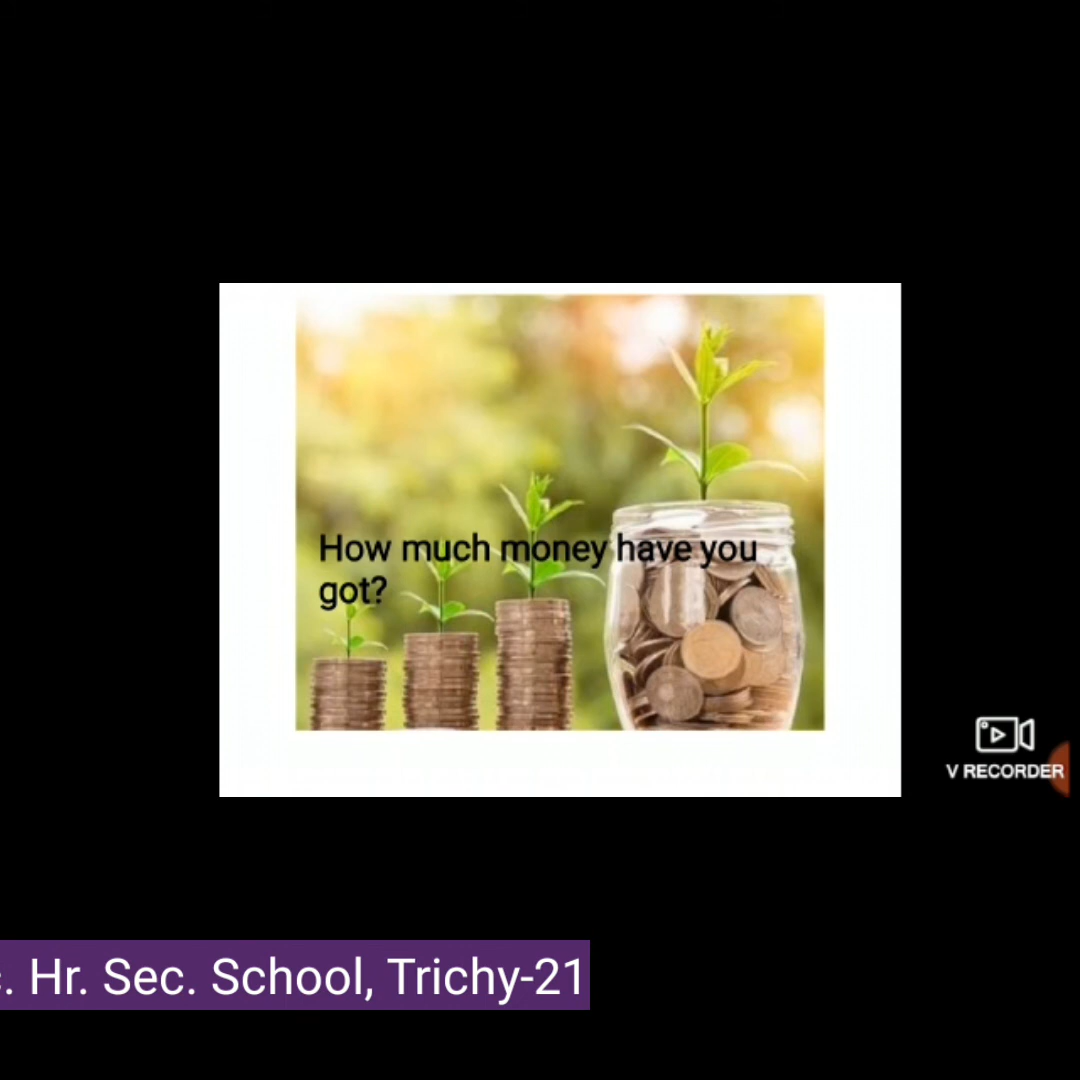 How much money have you
got?
V RECORDER
. Hr. Sec. School, Trichy-21